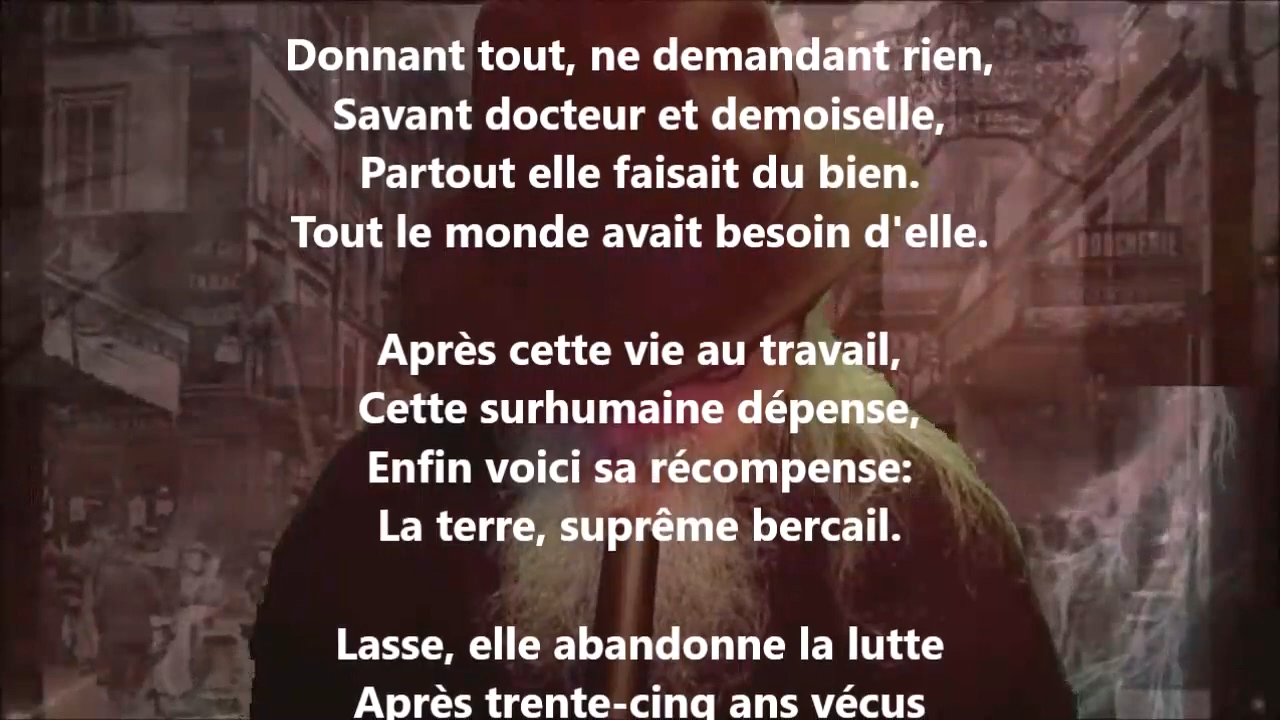 Donnant tout, ne demandant rien,
Savant docteur et demoiselle,
Partout elle faisait du bien.
Tout le monde avait besoin d'elle.
Après cette vie au travail,
Cette surhumaine dépense,
Enfin voici sa récompense:
La terre, suprême bercail.
Lasse, elle abandonne la lutte
Après trente-cinq ans vécus
TABAC
BOUCHERIE